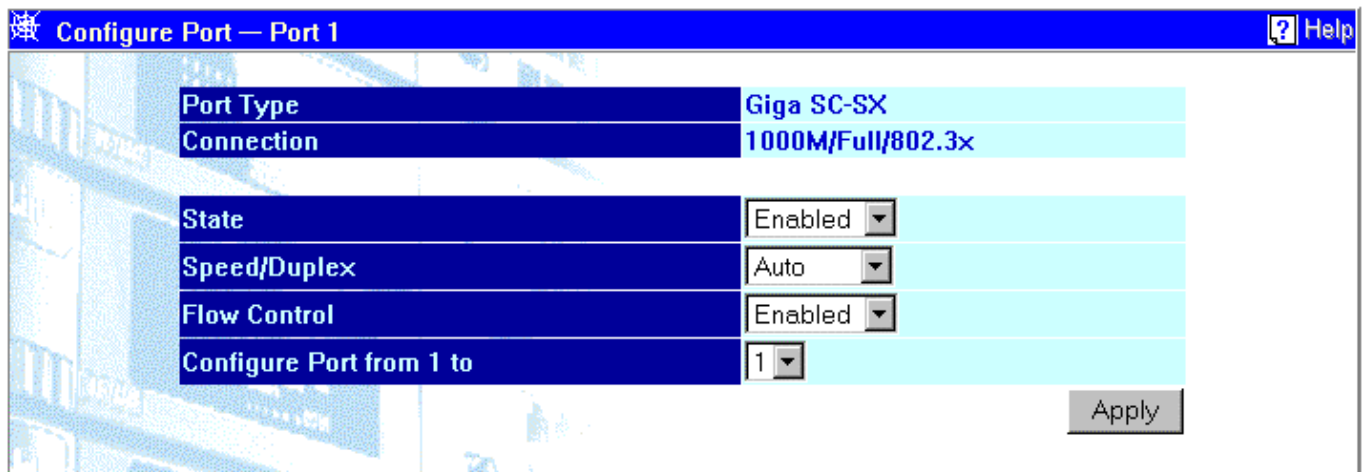 Configure Port — Port 1
? Help
Port Type Giga SC-SX
Connection 1000M/Full/802.3x
State Enabled
Speed/Duplex Auto
Flow Control Enabled
Configure Port from 1 to 1
Apply